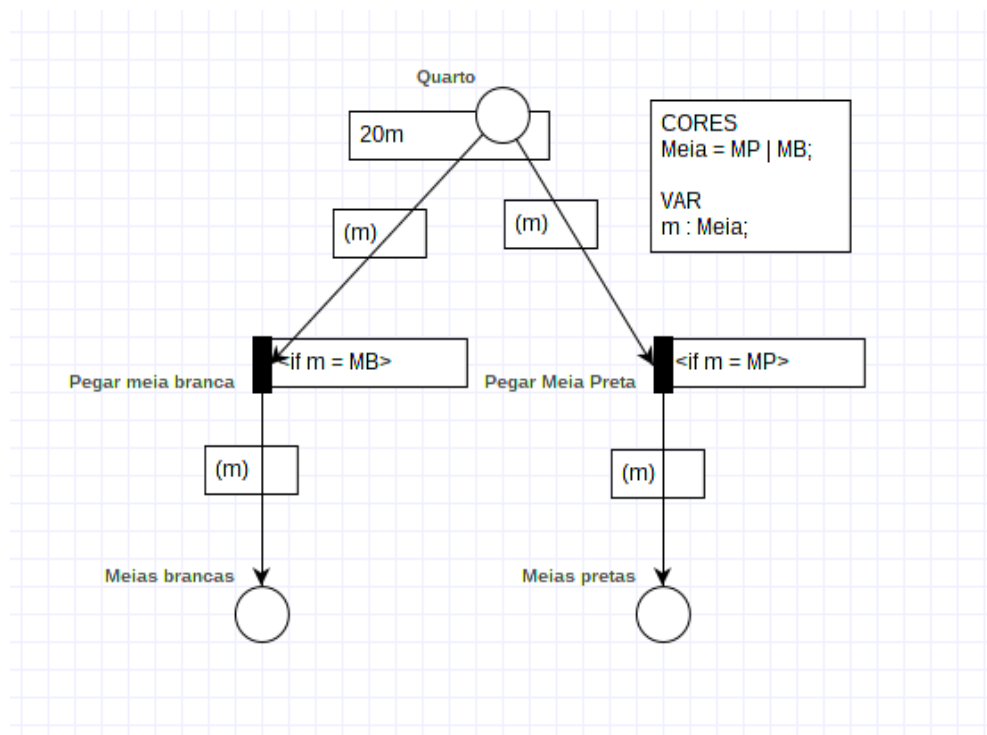 Quarto
20m
CORES
Meia = MP | MB;
VAR
m : Meia;
(m)
(m)
<if m = MB>
<if m = MP>
Pegar meia branca
Pegar Meia Preta
(m)
(m)
Meias brancas
Meias pretas